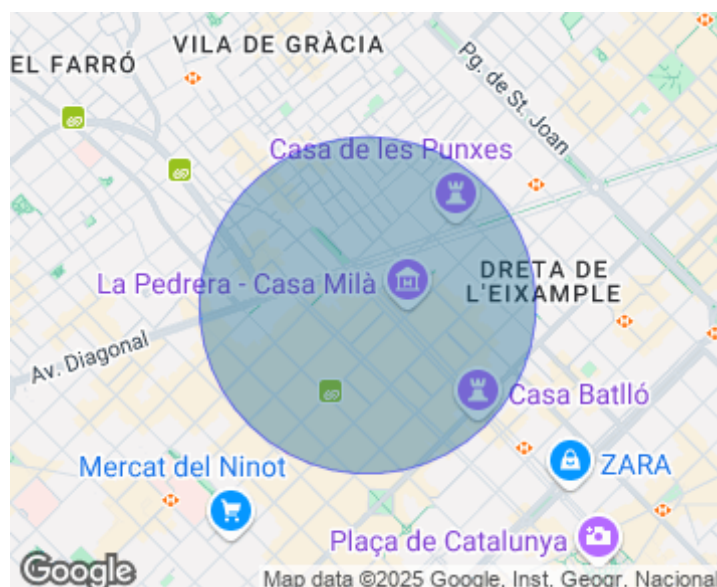 VILA DE GRÀCIA
EL FARRÓ
Pg. de St. Joan
Casa de les Punxes
DRETA DE
L'EIXAMPLE
La Pedrera - Casa Milà
Av. Diagonal
Casa Batlló
Mercat del Ninot
ZARA
Plaça de Catalunya
Google
Map data ©2025 Google, Inst. Geogr. Nacional